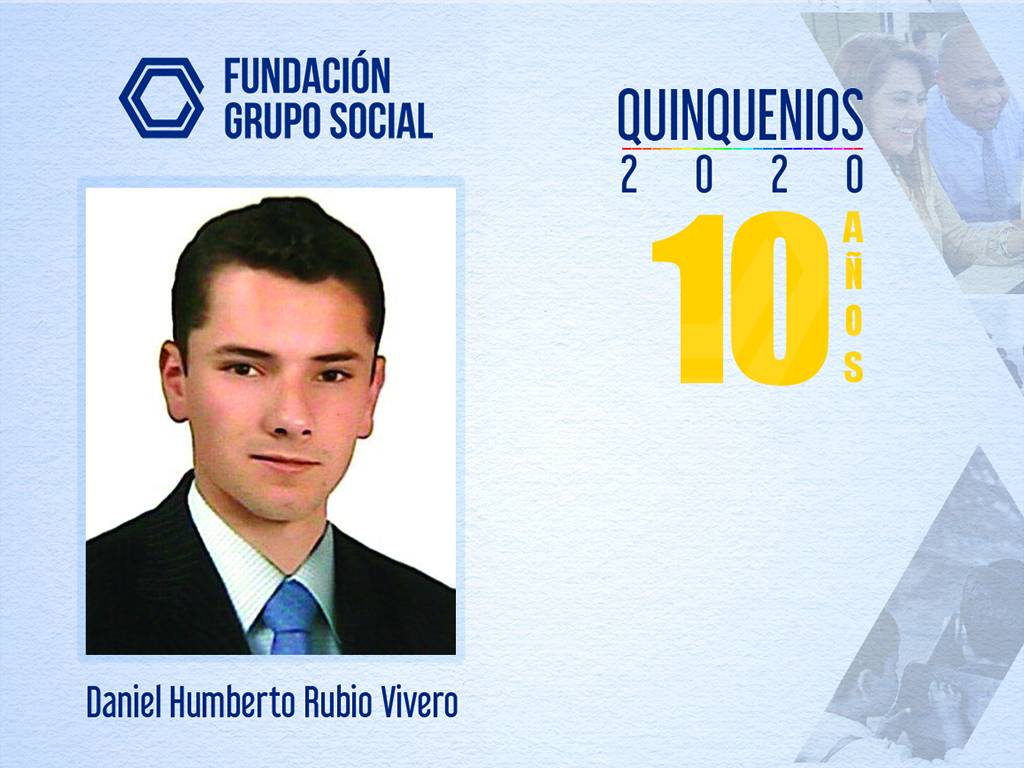 FUNDACIÓN
GRUPO SOCIAL
QUINQUENIOS
2020
10 AÑOS
Daniel Humberto Rubio Vivero